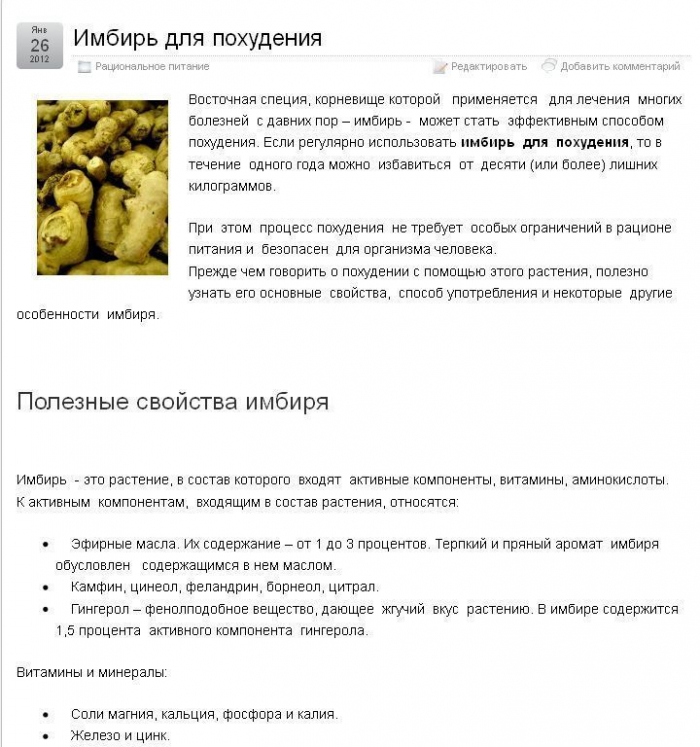 Янв
26
2012
Имбирь для похудения
Рациональное питание
Редактировать
Добавить комментарий
Восточная специя, корневище которой применяется для лечения многих
болезней с давних пор – имбирь - может стать эффективным способом
похудения. Если регулярно использовать имбирь для похудения, то в
течение одного года можно избавиться от десяти (или более) лишних
килограммов.
При этом процесс похудения не требует особых ограничений в рационе
питания и безопасен для организма человека.
Прежде чем говорить о похудении с помощью этого растения, полезно
узнать его основные свойства, способ употребления и некоторые другие
особенности имбиря.
Полезные свойства имбиря
Имбирь - это растение, в состав которого входят активные компоненты, витамины, аминокислоты.
К активным компонентам, входящим в состав растения, относятся:
• Эфирные масла. Их содержание – от 1 до 3 процентов. Терпкий и пряный аромат имбиря
обусловлен содержащимся в нем маслом.
• Камфин, цинеол, феландрин, борнеол, цитрал.
• Гингерол – фенолподобное вещество, дающее жгучий вкус растению. В имбире содержится
1,5 процента активного компонента гингерола.
Витамины и минералы:
• Соли магния, кальция, фосфора и калия.
• Железо и цинк.